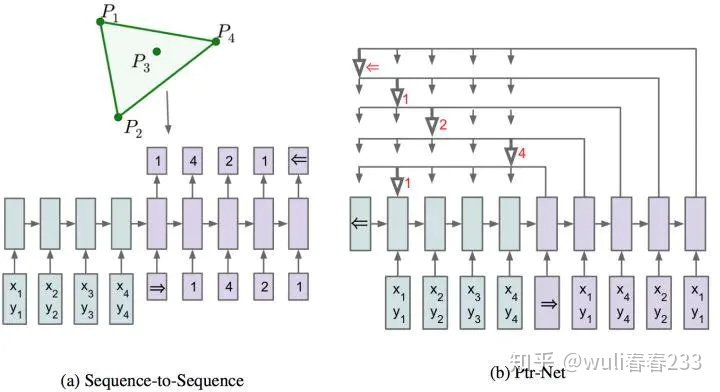 P1
P4
P3
P2
1 4 2 1 ⇐
x1 y1
x2 y2
x3 y3
x4 y4
⇒ 1 4 2 1
(a) Sequence-to-Sequence
⇐
1
2
4
1
⇐
x1 y1
x2 y2
x3 y3
x4 y4
⇒
x1 y1
x4 y4
x2 y2
x1 y1
(b) Ptr-Net
知乎 @wuli春春233